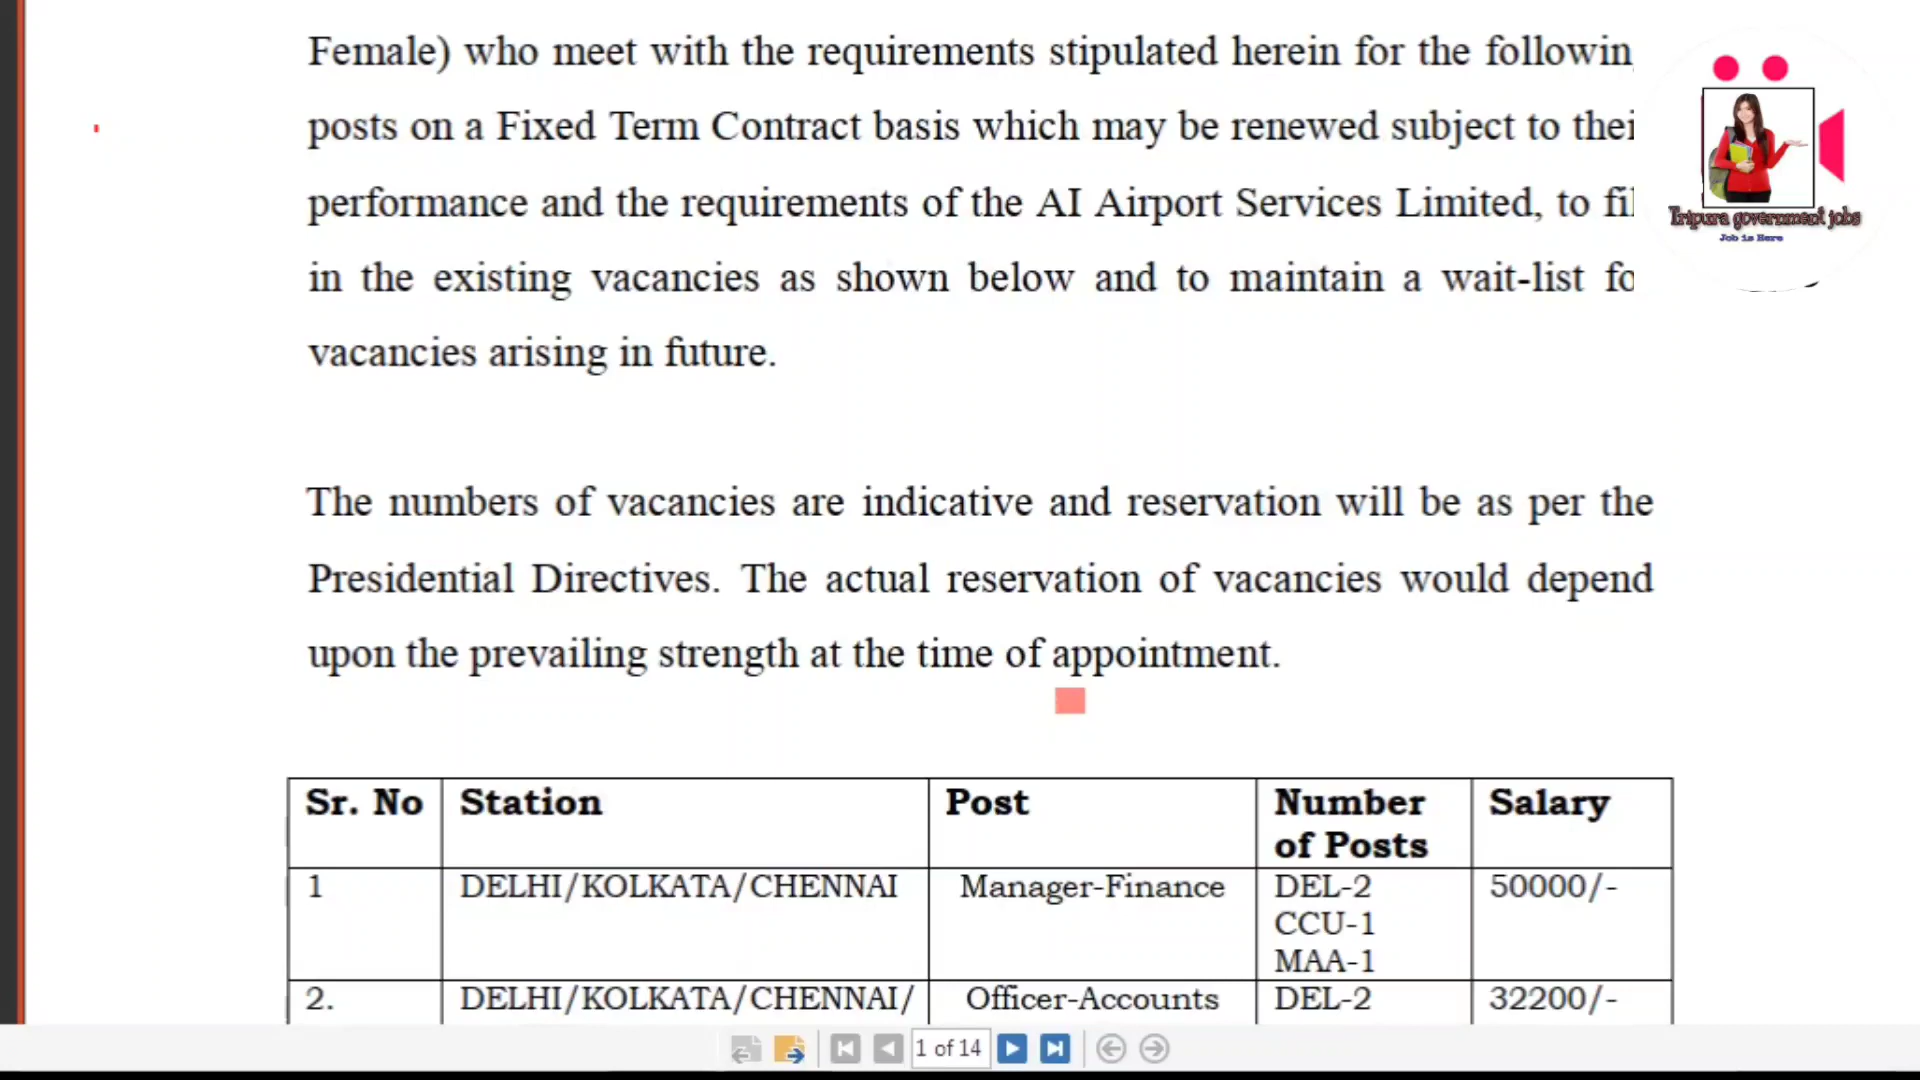 Female) who meet with the requirements stipulated herein for the followin
posts on a Fixed Term Contract basis which may be renewed subject to thei
performance and the requirements of the AI Airport Services Limited, to fil
in the existing vacancies as shown below and to maintain a wait-list fo
vacancies arising in future.
Tripura government jobs
Job is Here
The numbers of vacancies are indicative and reservation will be as per the
Presidential Directives. The actual reservation of vacancies would depend
upon the prevailing strength at the time of appointment.
Sr. No Station Post Number of Posts Salary
1 DELHI/KOLKATA/CHENNAI Manager-Finance DEL-2 50000/-
CCU-1
MAA-1
2. DELHI/KOLKATA/CHENNAI/ Officer-Accounts DEL-2 32200/-
1 of 14